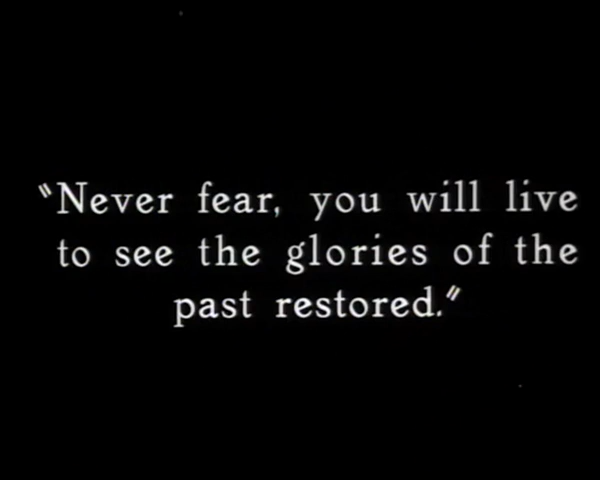 "Never fear, you will live
to see the glories of the
past restored."